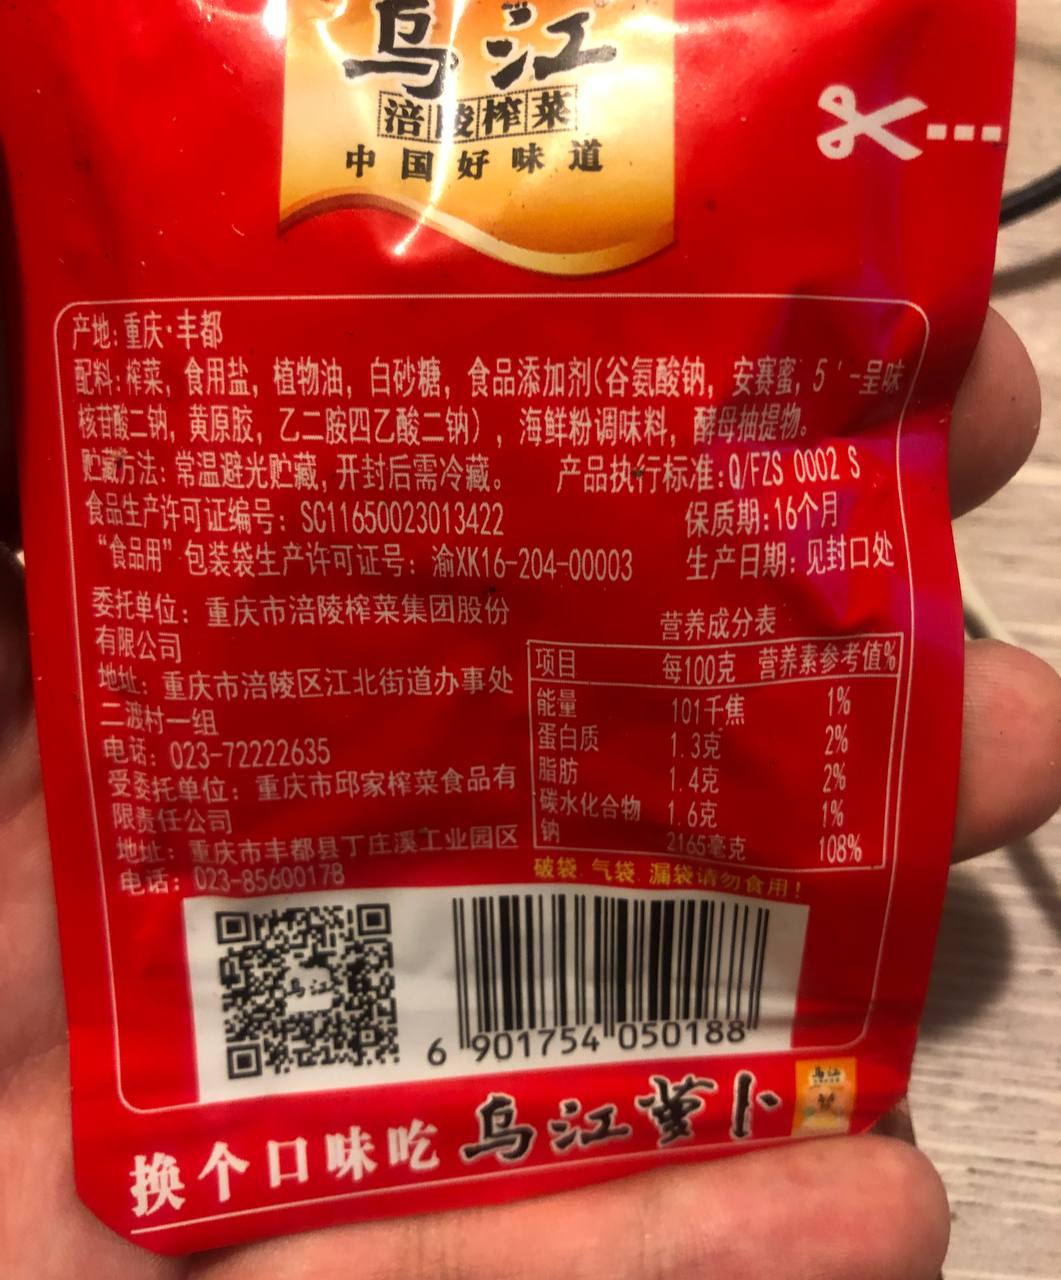 乌江
涪陵榨菜
中国好味道
产地:重庆·丰都
配料:榨菜, 食用盐, 植物油, 白砂糖, 食品添加剂(谷氨酸钠, 安赛蜜, 5'-呈味
核苷酸二钠, 黄原胶, 乙二胺四乙酸二钠), 海鲜粉调味料, 酵母抽提物。
贮藏方法:常温避光贮藏,开封后需冷藏。 产品执行标准:Q/FZS 0002 S
食品生产许可证编号: SC11650023013422 保质期:16个月
“食品用”包装袋生产许可证号: 渝XK16-204-00003 生产日期: 见封口处
委托单位: 重庆市涪陵榨菜集团股份
有限公司
地址: 重庆市涪陵区江北街道办事处
二渡村一组
电话: 023-72222635
受委托单位: 重庆市邱家榨菜食品有
限责任公司
地址: 重庆市丰都县丁庄溪工业园区
电话: 023-85600178
营养成分表
项目 每100克 营养素参考值%
能量 101千焦 1%
蛋白质 1.3克 2%
脂肪 1.4克 2%
碳水化合物 1.6克 1%
钠 2165毫克 108%
破袋.气袋.漏袋请勿食用!
乌江
6 901754 050188
换个口味吃 乌江萝卜
乌江